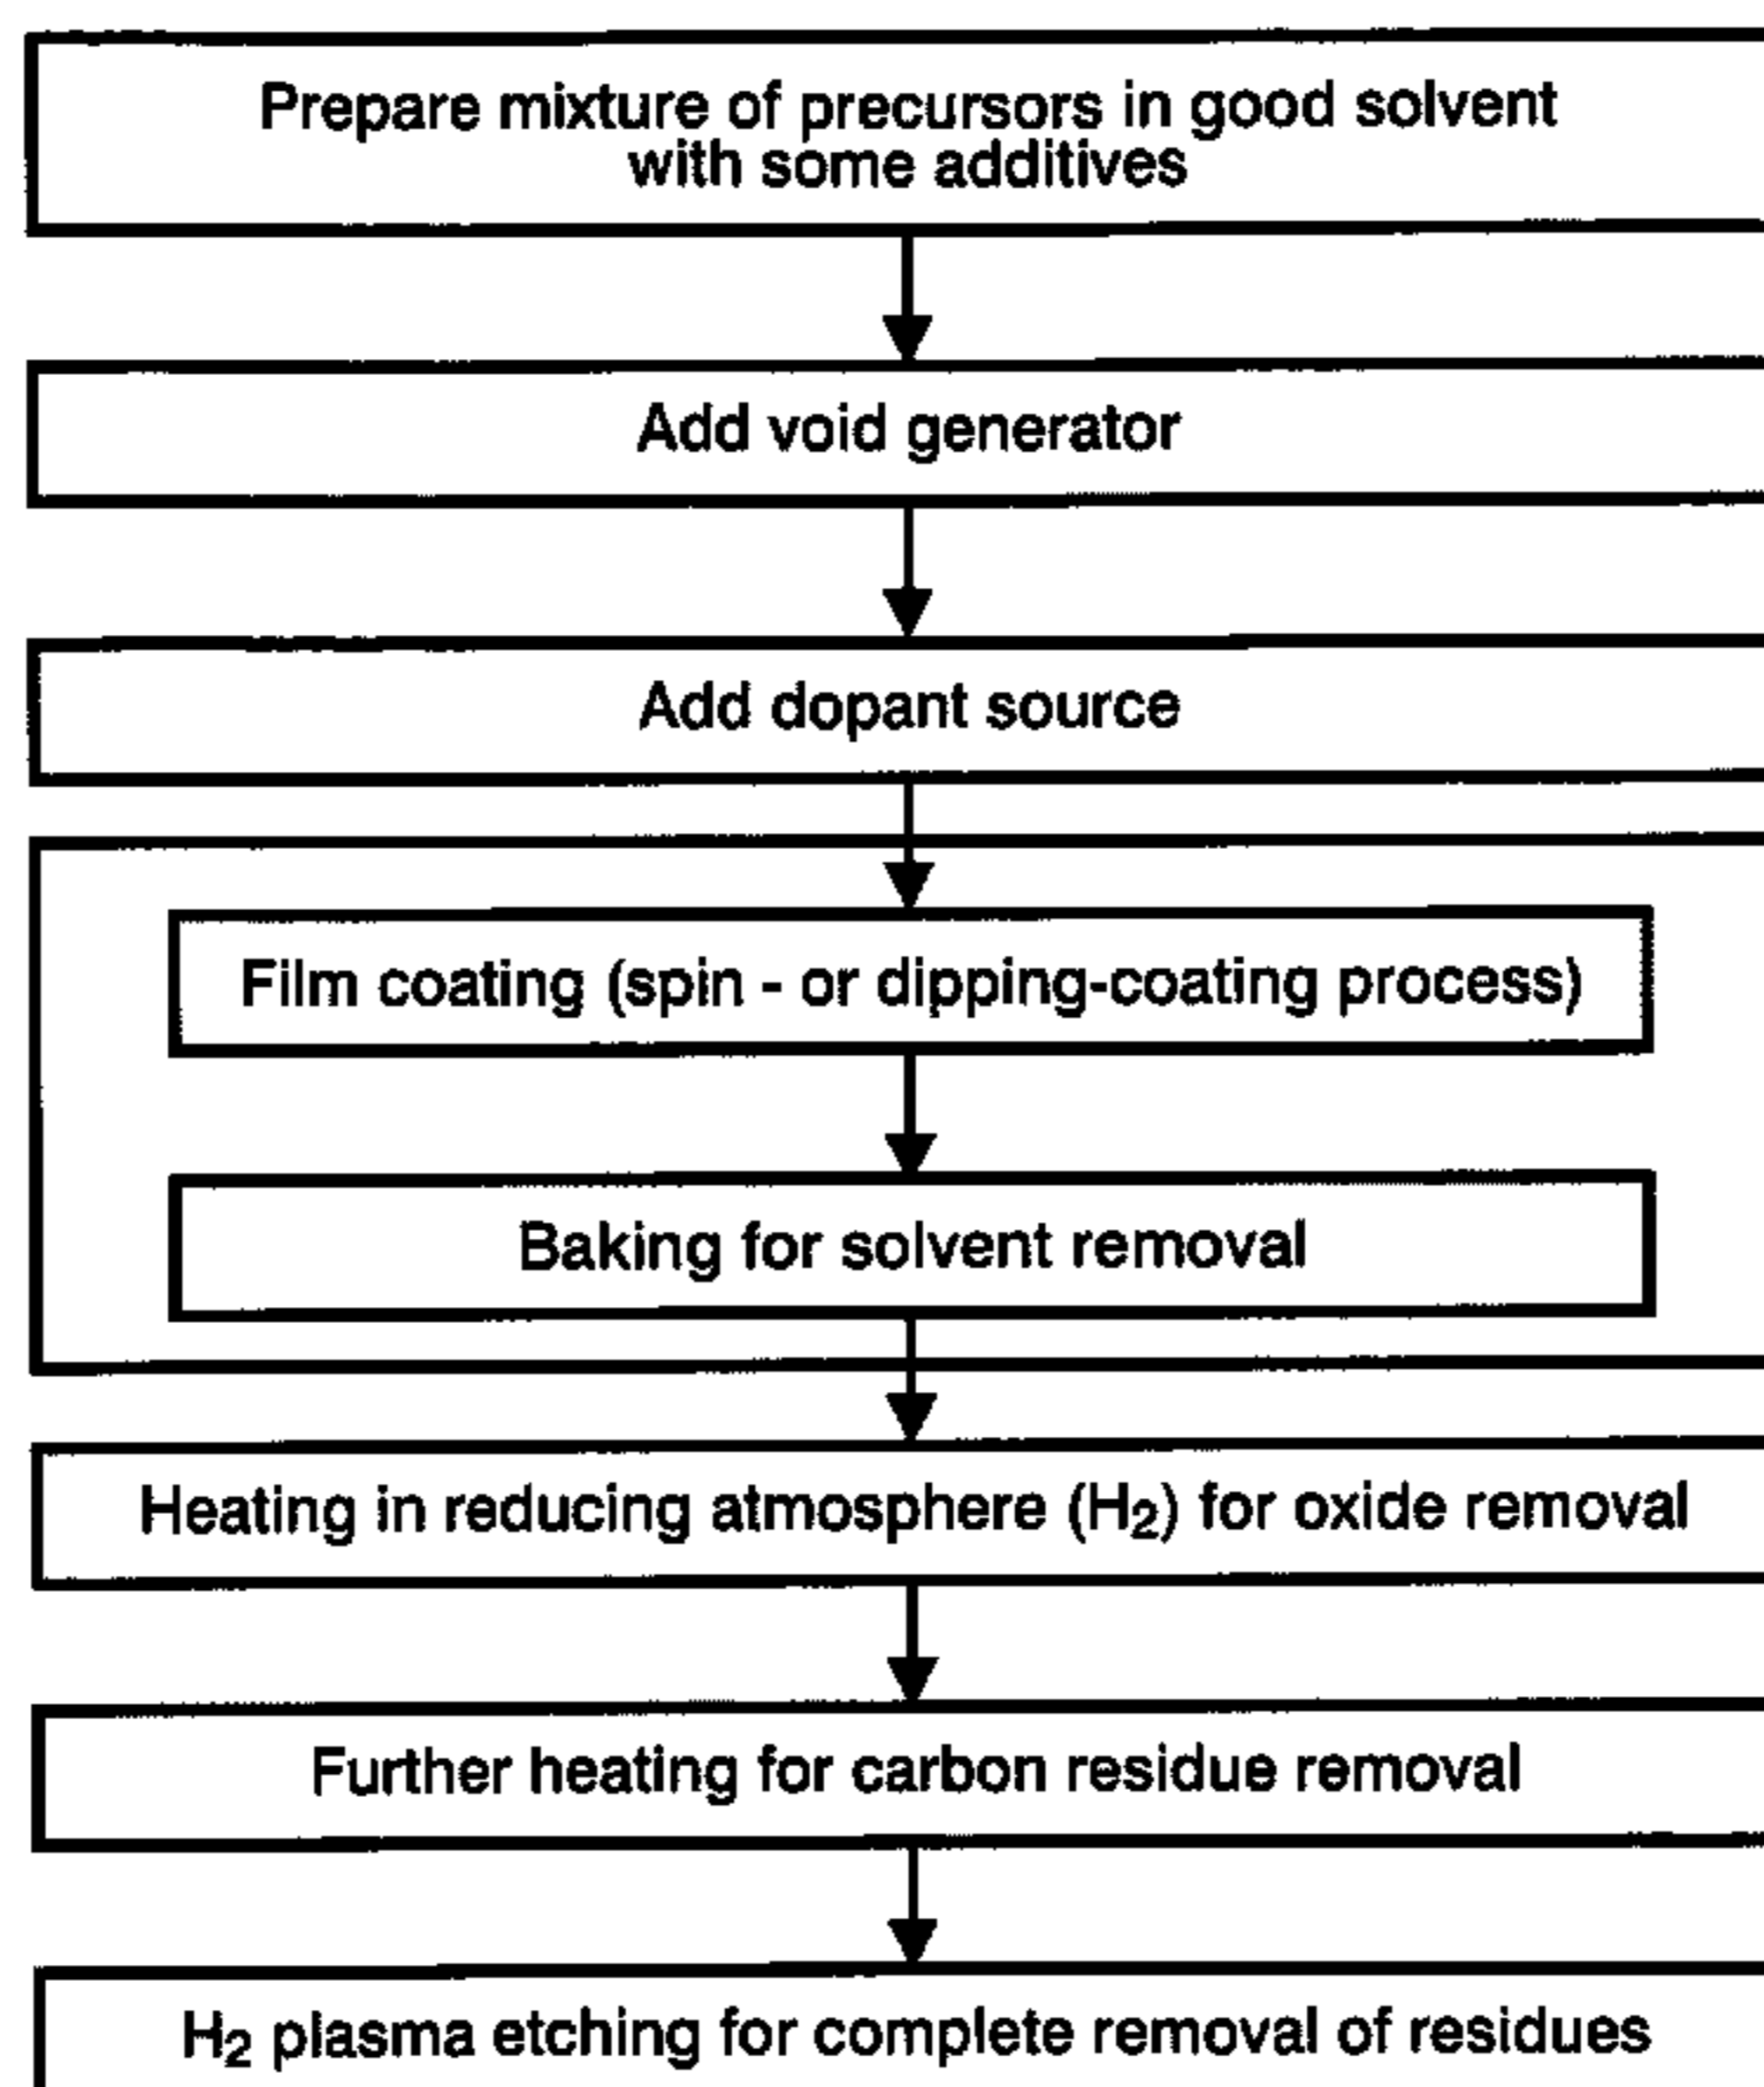 Prepare mixture of precursors in good solvent
with some additives
Add void generator
Add dopant source
Film coating (spin - or dipping-coating process)
Baking for solvent removal
Heating in reducing atmosphere (H₂) for oxide removal
Further heating for carbon residue removal
H₂ plasma etching for complete removal of residues